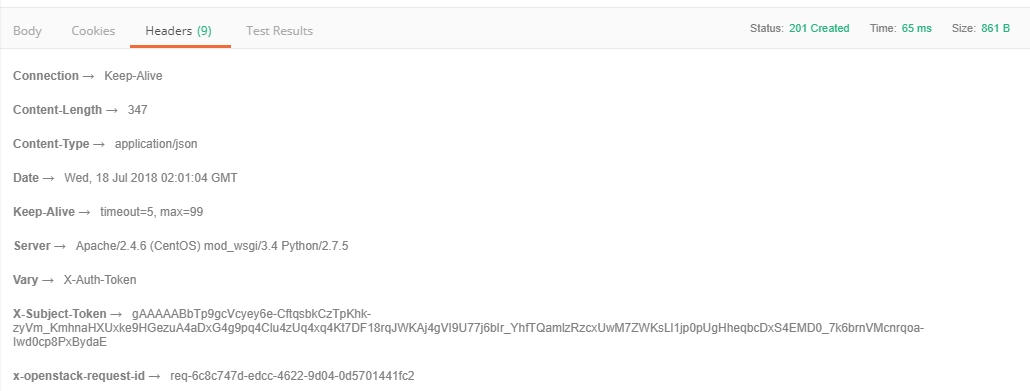 Body Cookies Headers (9) Test Results Status: 201 Created Time: 65 ms Size: 861 B
Connection → Keep-Alive
Content-Length → 347
Content-Type → application/json
Date → Wed, 18 Jul 2018 02:01:04 GMT
Keep-Alive → timeout=5, max=99
Server → Apache/2.4.6 (CentOS) mod_wsgi/3.4 Python/2.7.5
Vary → X-Auth-Token
X-Subject-Token → gAAAAABbTp9gcVcyey6e-CftqsbkCzTpKhk-
zyVm_KmhnaHXUxke9HGezuA4aDxG4g9pq4Clu4zUq4xq4Kt7DF18rqJWKAj4gVI9U77j6blr_YhfTQamlzRzcxUwM7ZWKsLl1jp0pUgHheqbcDxS4EMD0_7k6brnVMcnrqoa-
lwd0cp8PxBydaE
x-openstack-request-id → req-6c8c747d-edcc-4622-9d04-0d5701441fc2